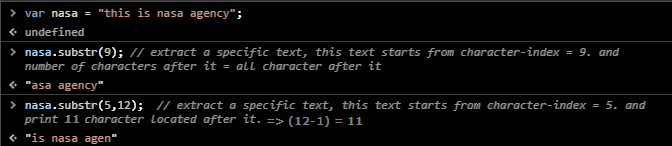 > var nasa = "this is nasa agency";
<· undefined
> nasa.substr(9); // extract a specific text, this text starts from character-index = 9. and
number of characters after it = all character after it
<· "asa agency"
> nasa.substr(5,12);  // extract a specific text, this text starts from character-index = 5. and
print 11 character located after it. => (12-1) = 11
<· "is nasa agen"